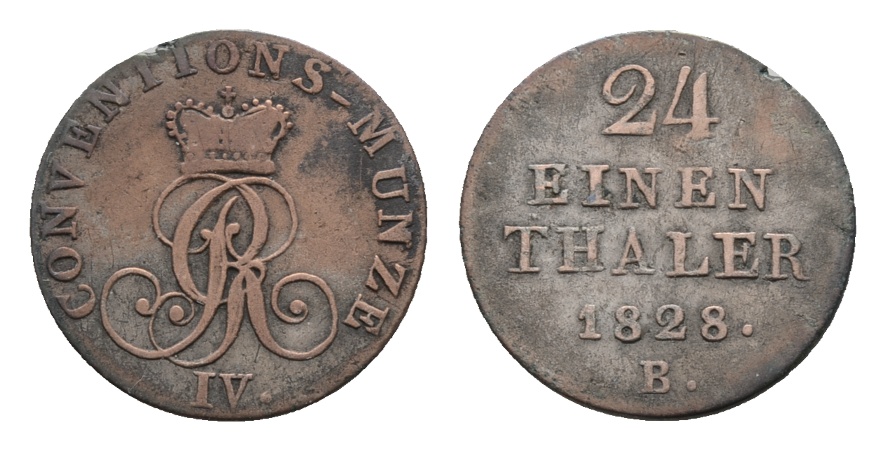 CONVENTIONS-MUNZE
GR
IV.
24
EINEN
THALER
1828.
B.